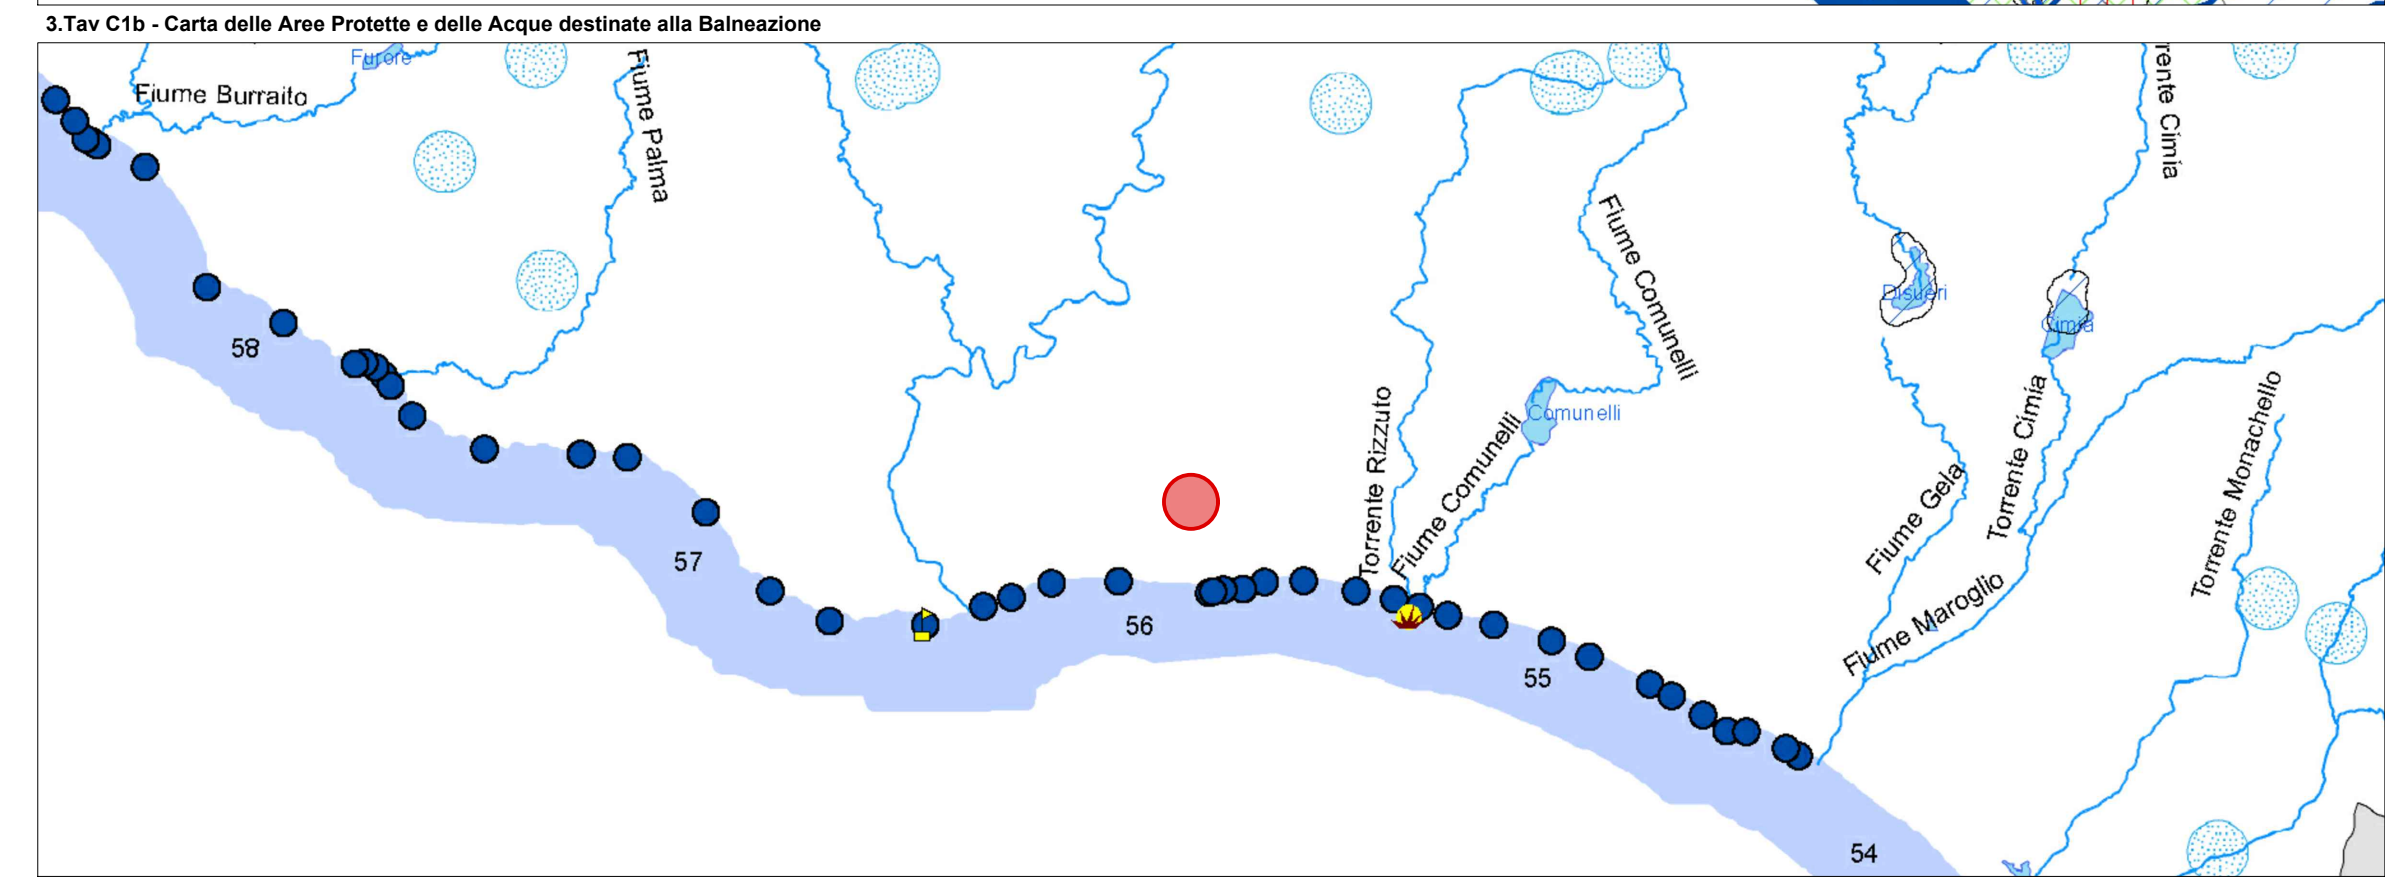 3.Tav C1b - Carta delle Aree Protette e delle Acque destinate alla Balneazione
Furore
Fiume Burraito
Fiume Palma
rente Cimia
Fiume Comunelli
Disueri
Cimia
58
Comunelli
Torrente Rizzuto
Fiume Comunelli
Fiume Gela
Torrente Cimia
Torrente Monachello
57
Fiume Maroglio
56
55
54